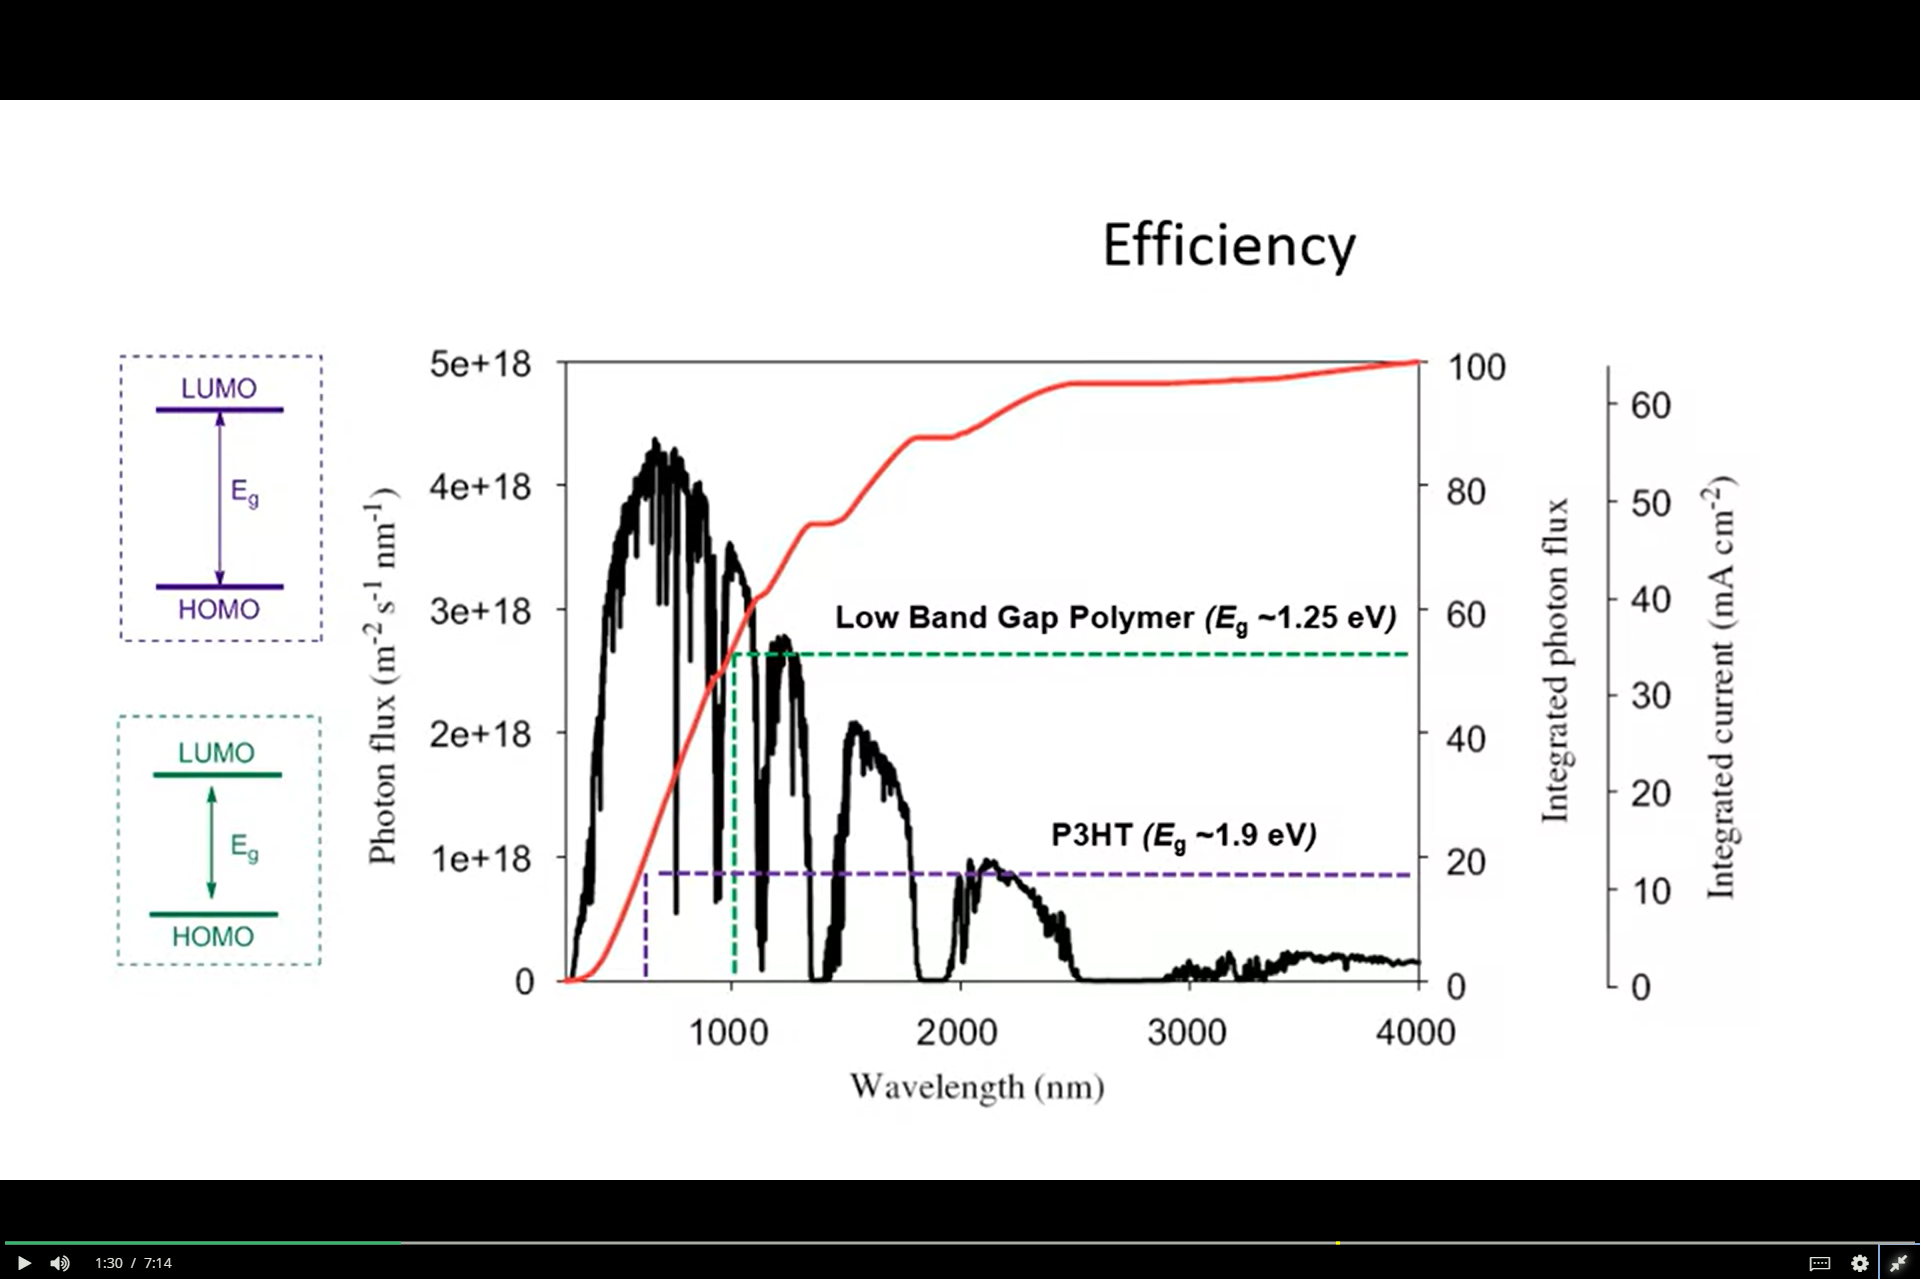 Efficiency
LUMO
E_g
HOMO
LUMO
E_g
HOMO
Photon flux (m⁻² s⁻¹ nm⁻¹)
5e+18
4e+18
3e+18
2e+18
1e+18
0
Low Band Gap Polymer (E_g ~1.25 eV)
P3HT (E_g ~1.9 eV)
1000 2000 3000 4000
Wavelength (nm)
100
80
60
40
20
0
Integrated photon flux
60
50
40
30
20
10
0
Integrated current (mA cm⁻²)
1:30 / 7:14